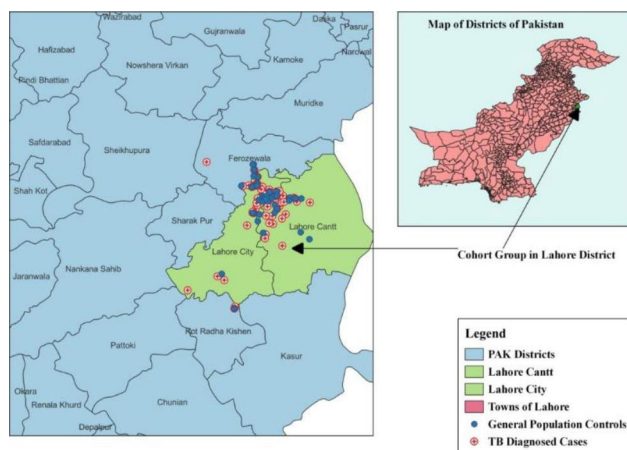 Wazirabad
Daska
Pasrur
Gujranwala
Hafizabad
Kamoke
Narowal
Nowshera Virkan
Pindi Bhattian
Muridke
Safdarabad
Sheikhupura
Ferozewala
Shah Kot
Sharak Pur
Lahore Cantt
Lahore City
Jaranwala
Nankana Sahib
Kot Radha Kishen
Pattoki
Kasur
Okara
Renala Khurd
Chunian
Depalpur
Map of Districts of Pakistan
Cohort Group in Lahore District
Legend
PAK Districts
Lahore Cantt
Lahore City
Towns of Lahore
General Population Controls
TB Diagnosed Cases